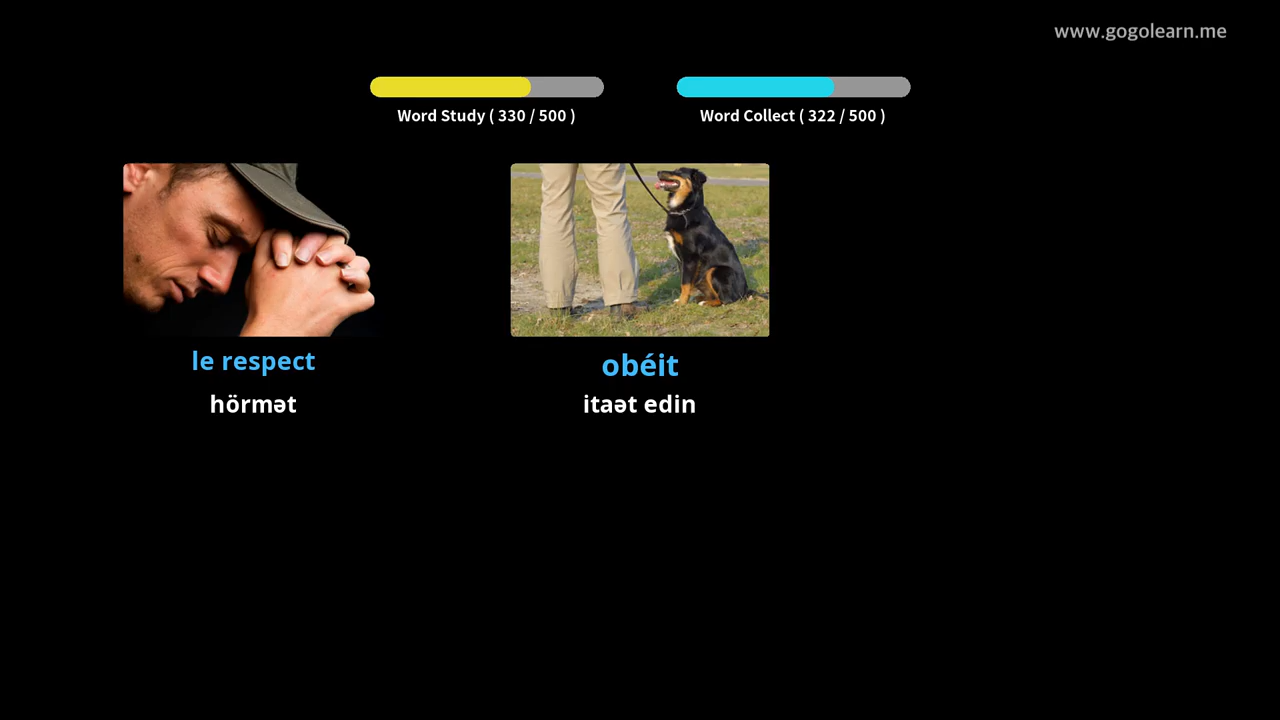 www.gogolearn.me
Word Study ( 330 / 500 )
Word Collect ( 322 / 500 )
le respect
hörmət
obéit
itaət edin